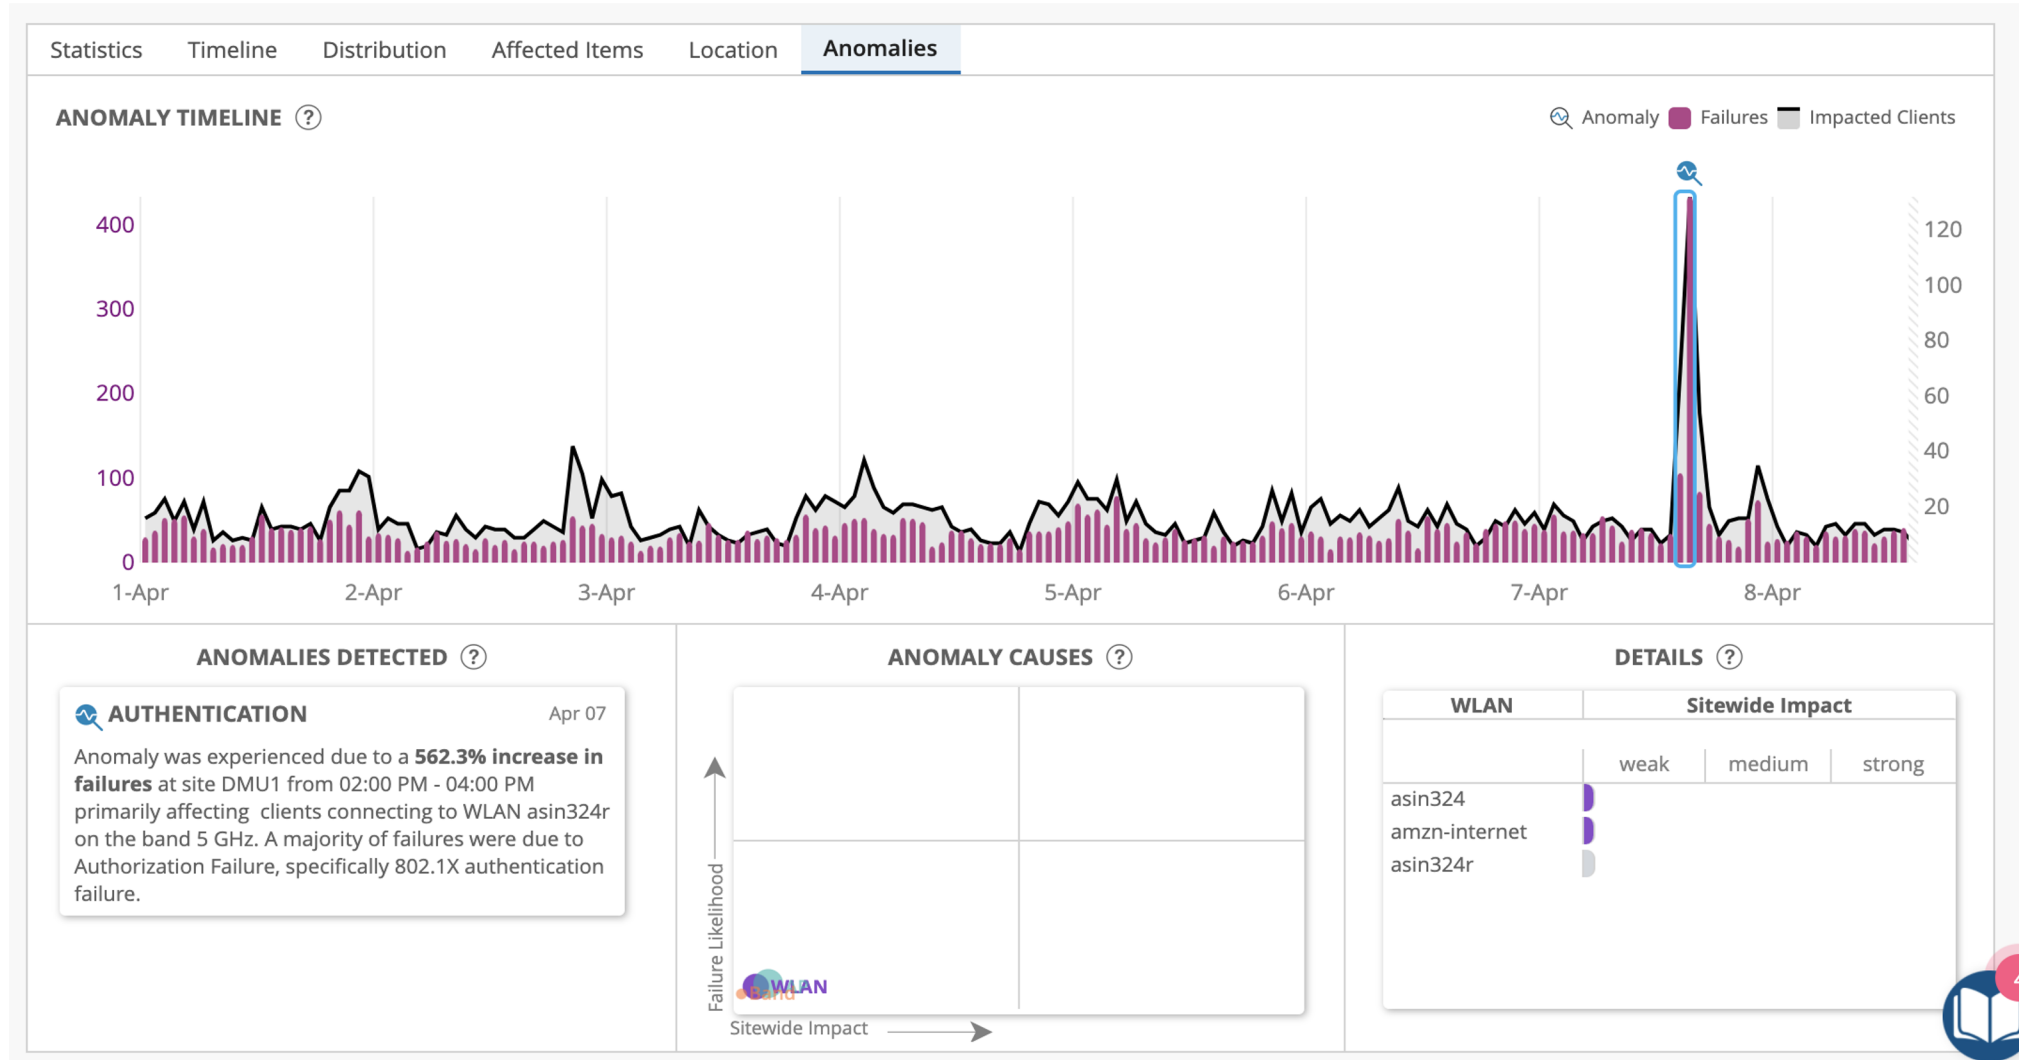 Statistics Timeline Distribution Affected Items Location Anomalies
ANOMALY TIMELINE ?
Anomaly Failures Impacted Clients
400
300
200
100
0
120
100
80
60
40
20
1-Apr 2-Apr 3-Apr 4-Apr 5-Apr 6-Apr 7-Apr 8-Apr
ANOMALIES DETECTED ?
AUTHENTICATION Apr 07
Anomaly was experienced due to a 562.3% increase in
failures at site DMU1 from 02:00 PM - 04:00 PM
primarily affecting clients connecting to WLAN asin324r
on the band 5 GHz. A majority of failures were due to
Authorization Failure, specifically 802.1X authentication
failure.
ANOMALY CAUSES ?
Failure Likelihood
WLAN
Band
Sitewide Impact
DETAILS ?
WLAN Sitewide Impact
weak medium strong
asin324
amzn-internet
asin324r